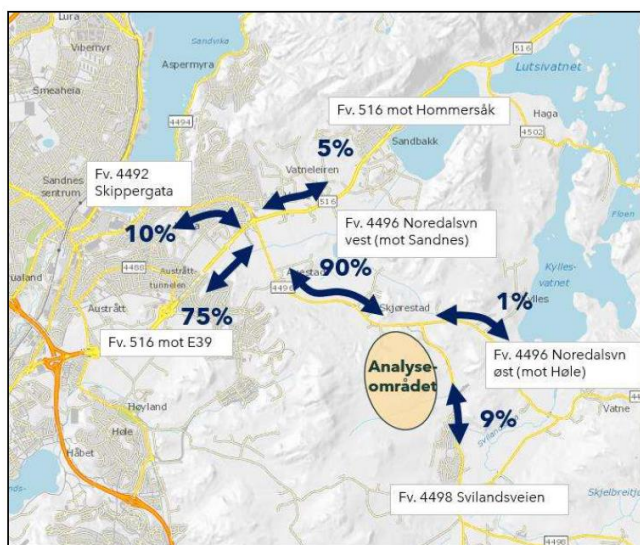 Lura
Vibemyr
Sandvika
Aspermyra
Smeaheia
4494
516
Lutsivatnet
Fv. 516 mot Hommersåk
Haga
Sandbakk
4502
5%
Vatneleiren
Fv. 4492
Skippergata
Sandnes
sentrum
516
Fv. 4496 Noredalsvn
vest (mot Sandnes)
10%
4488
Austrått-
tunnelen
90%
4496
Kylles-
vatnet
Skjørestad
1%
Austrått
75%
Fv. 516 mot E39
Analyse-
området
Fv. 4496 Noredalsvn
øst (mot Høle)
Høyland
Høle
Vatne
9%
Håbet
Fv. 4498 Svilandsveien
4498